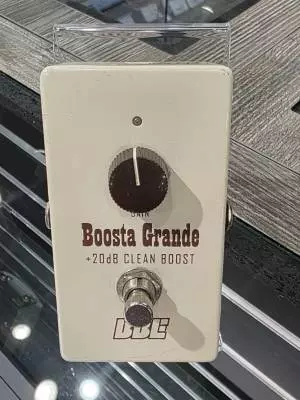 GAIN
Boosta Grande
+20dB CLEAN BOOST
BBE